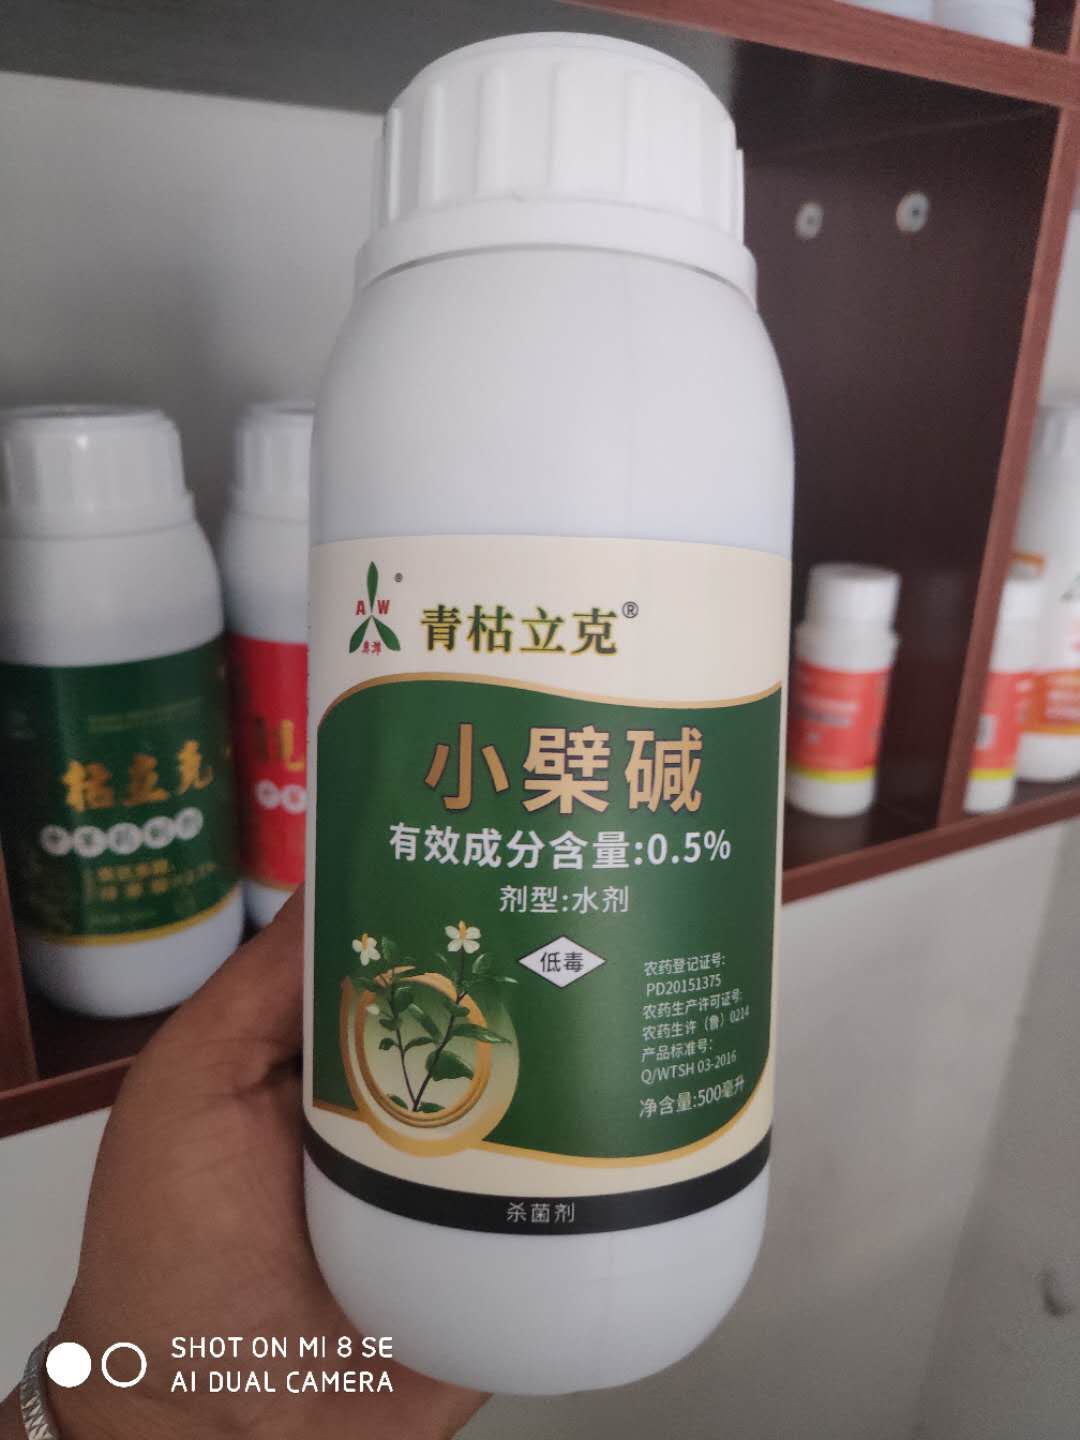 A W
®
奥潍
青枯立克®
小檗碱
有效成分含量:0.5%
剂型:水剂
低毒
农药登记证号:
PD20151375
农药生产许可证号:
农药生许（鲁）0214
产品标准号:
Q/WTSH 03-2016
净含量:500毫升
杀菌剂
枯立克
SHOT ON MI 8 SE
AI DUAL CAMERA